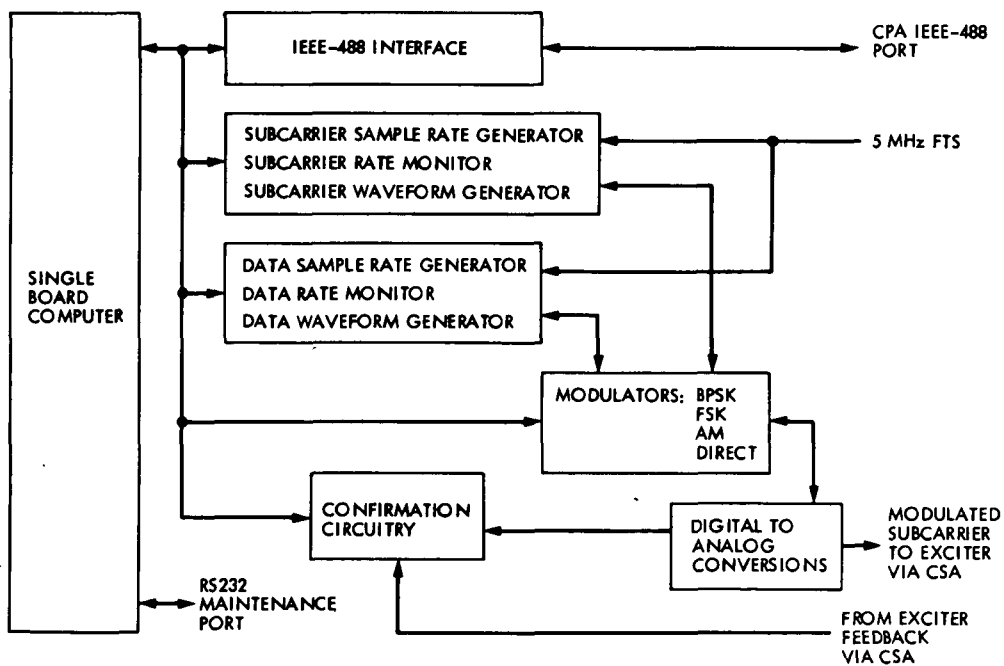 IEEE-488 INTERFACE
CPA IEEE-488
PORT
SUBCARRIER SAMPLE RATE GENERATOR
SUBCARRIER RATE MONITOR
SUBCARRIER WAVEFORM GENERATOR
5 MHz FTS
DATA SAMPLE RATE GENERATOR
DATA RATE MONITOR
DATA WAVEFORM GENERATOR
SINGLE
BOARD
COMPUTER
MODULATORS: BPSK
FSK
AM
DIRECT
CONFIRMATION
CIRCUITRY
DIGITAL TO
ANALOG
CONVERSIONS
MODULATED
SUBCARRIER
TO EXCITER
VIA CSA
RS232
MAINTENANCE
PORT
FROM EXCITER
FEEDBACK
VIA CSA